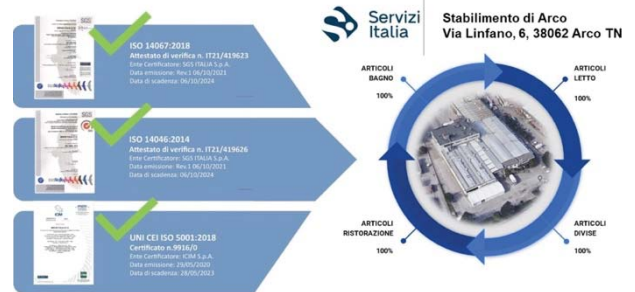 ISO 14067:2018
Attestato di verifica n. IT21/419623
Ente Certificatore: SGS ITALIA S.p.A.
Data emissione: Rev.1 06/10/2021
Data di scadenza: 06/10/2024
ISO 14046:2014
Attestato di verifica n. IT21/419626
Ente Certificatore: SGS ITALIA S.p.A.
Data emissione: Rev.1 06/10/2021
Data di scadenza: 06/10/2024
UNI CEI ISO 5001:2018
Certificato n.9916/0
Ente Certificatore: ICIM S.p.A.
Data emissione: 29/05/2020
Data di scadenza: 28/05/2023
Servizi
Italia
Stabilimento di Arco
Via Linfano, 6, 38062 Arco TN
ARTICOLI
BAGNO
100%
ARTICOLI
LETTO
100%
ARTICOLI
RISTORAZIONE
100%
ARTICOLI
DIVISE
100%